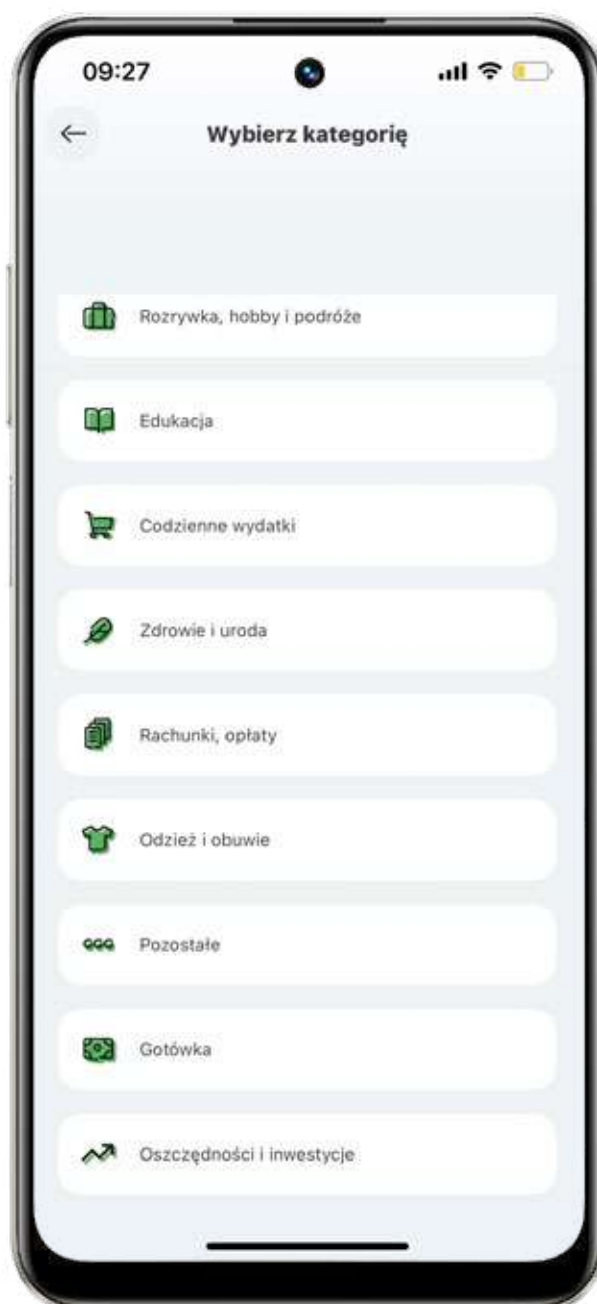 09:27
Wybierz kategorię
Rozrywka, hobby i podróże
Edukacja
Codzienne wydatki
Zdrowie i uroda
Rachunki, opłaty
Odzież i obuwie
Pozostałe
Gotówka
Oszczędności i inwestycje